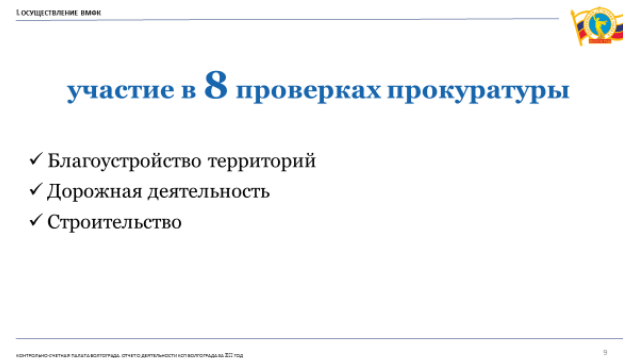 I. ОСУЩЕСТВЛЕНИЕ ВМФК
участие в 8 проверках прокуратуры
✓ Благоустройство территорий
✓ Дорожная деятельность
✓ Строительство
КОНТРОЛЬНО-СЧЕТНАЯ ПАЛАТА ВОЛГОГРАДА ОТЧЕТ О ДЕЯТЕЛЬНОСТИ КСП ВОЛГОГРАДА ЗА ГОД
9